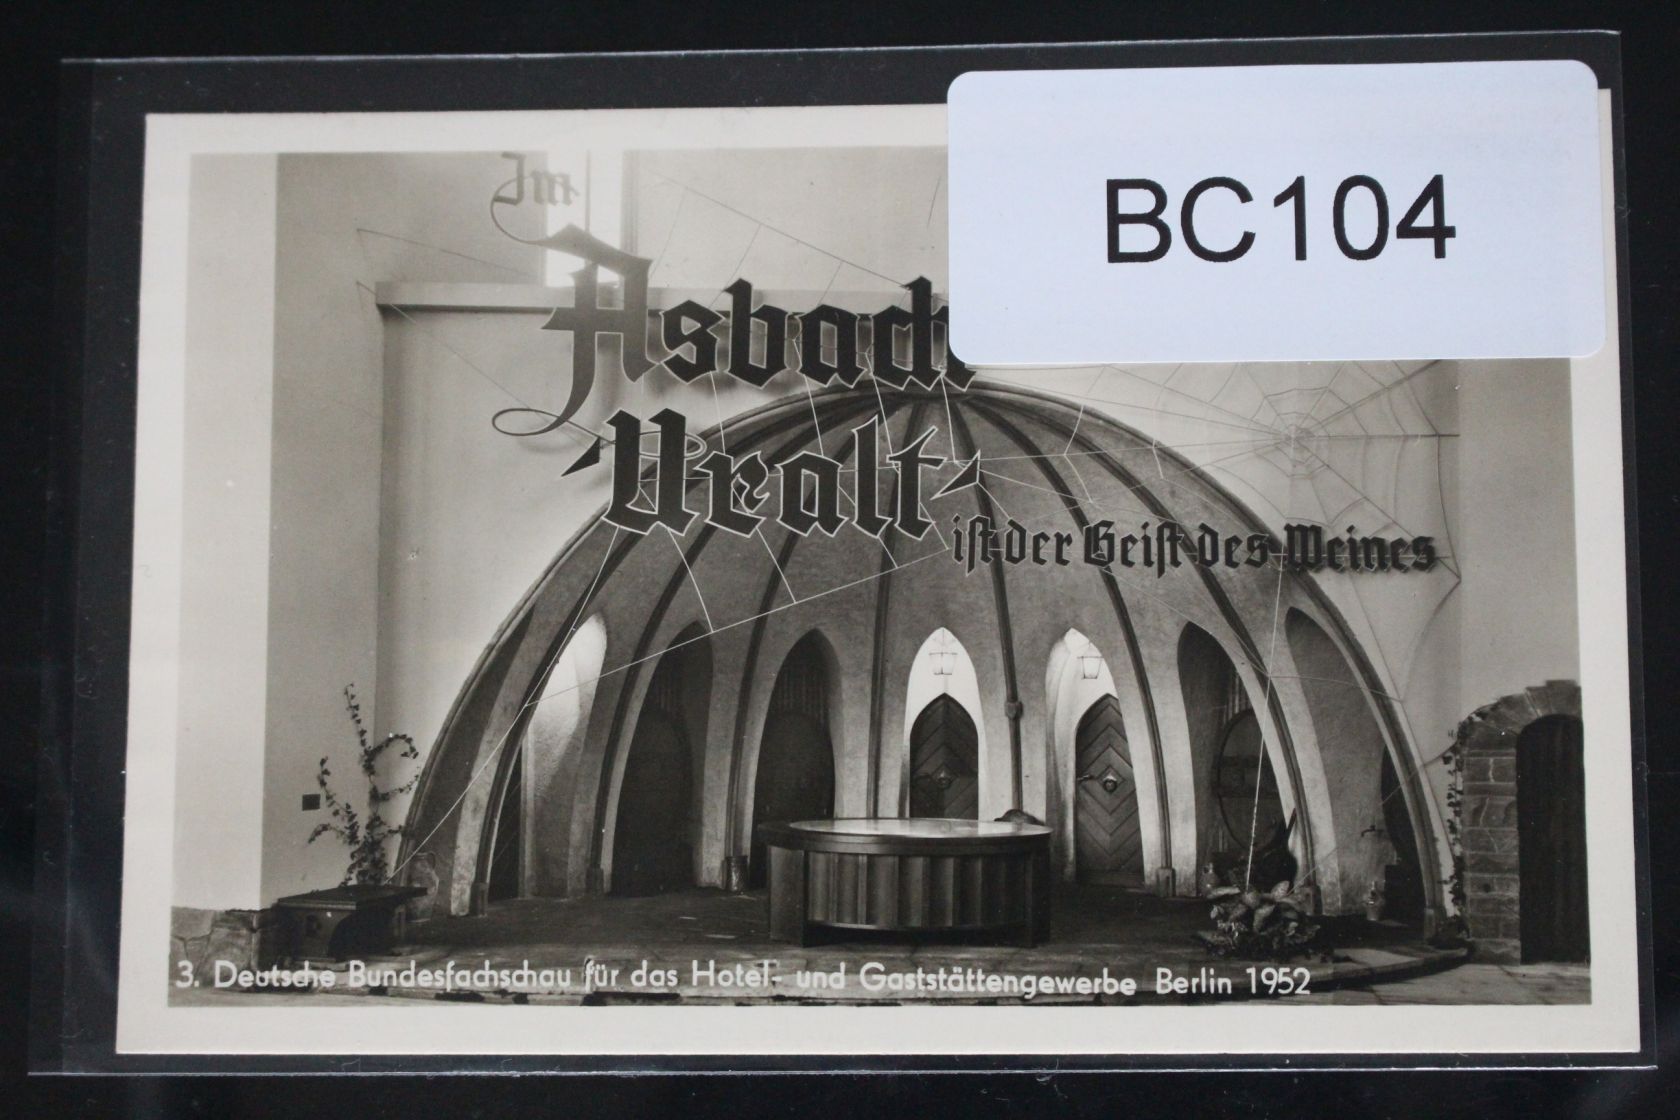 BC104
Im
Asbach
Uralt
ist der Geist des Weines
3. Deutsche Bundesfachschau für das Hotel- und Gaststättengewerbe Berlin 1952